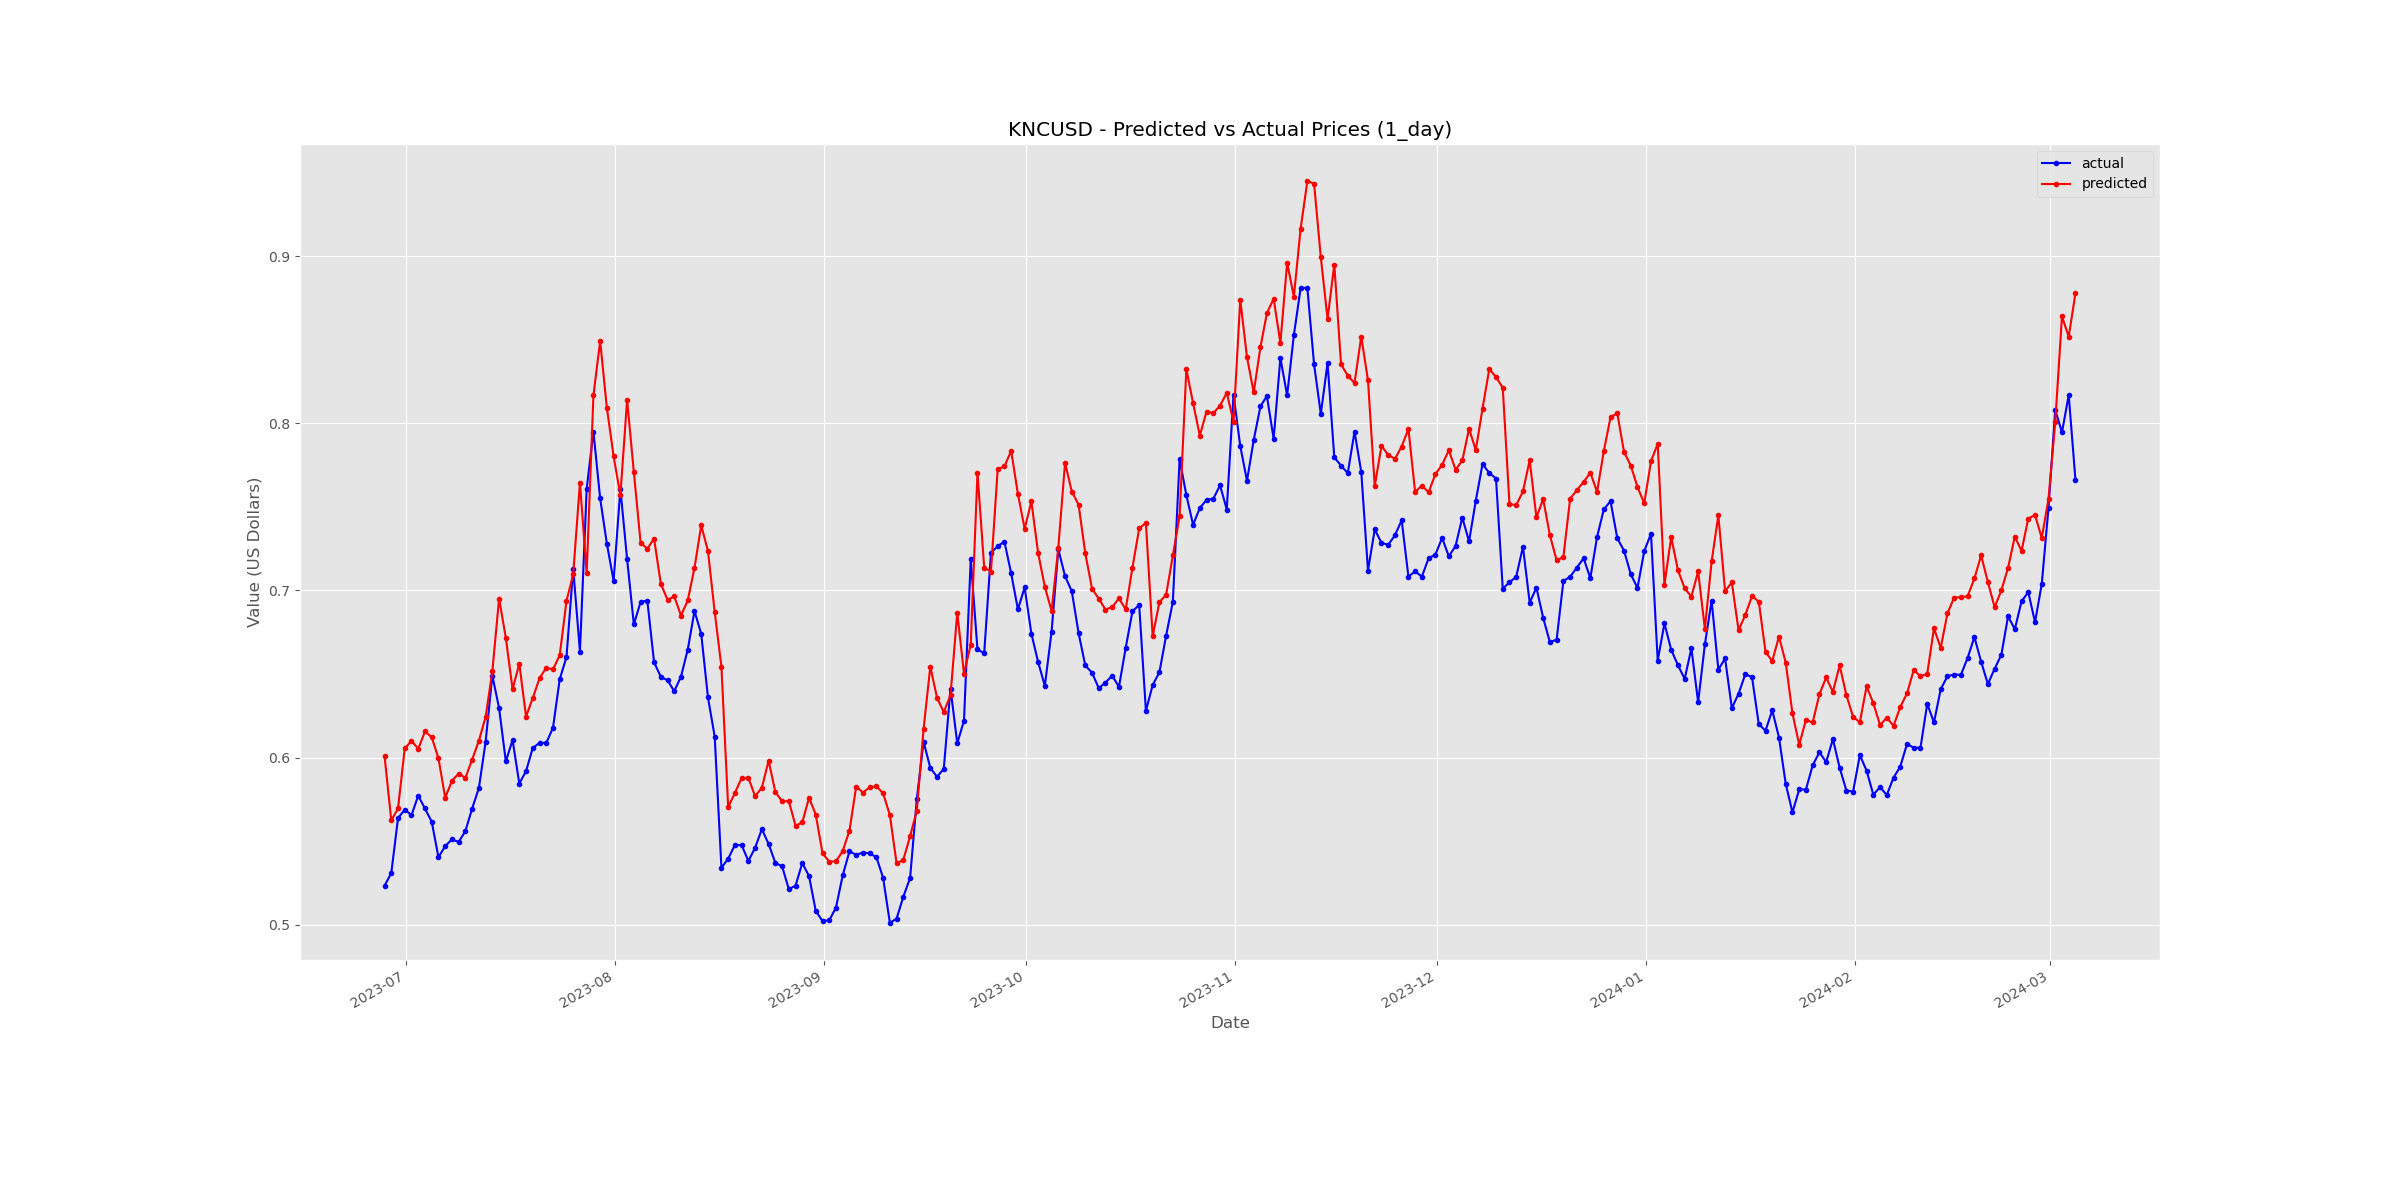 KNCUSD - Predicted vs Actual Prices (1_day)
actual
predicted
Value (US Dollars)
0.9
0.8
0.7
0.6
0.5
2023-07
2023-08
2023-09
2023-10
2023-11
2023-12
2024-01
2024-02
2024-03
Date